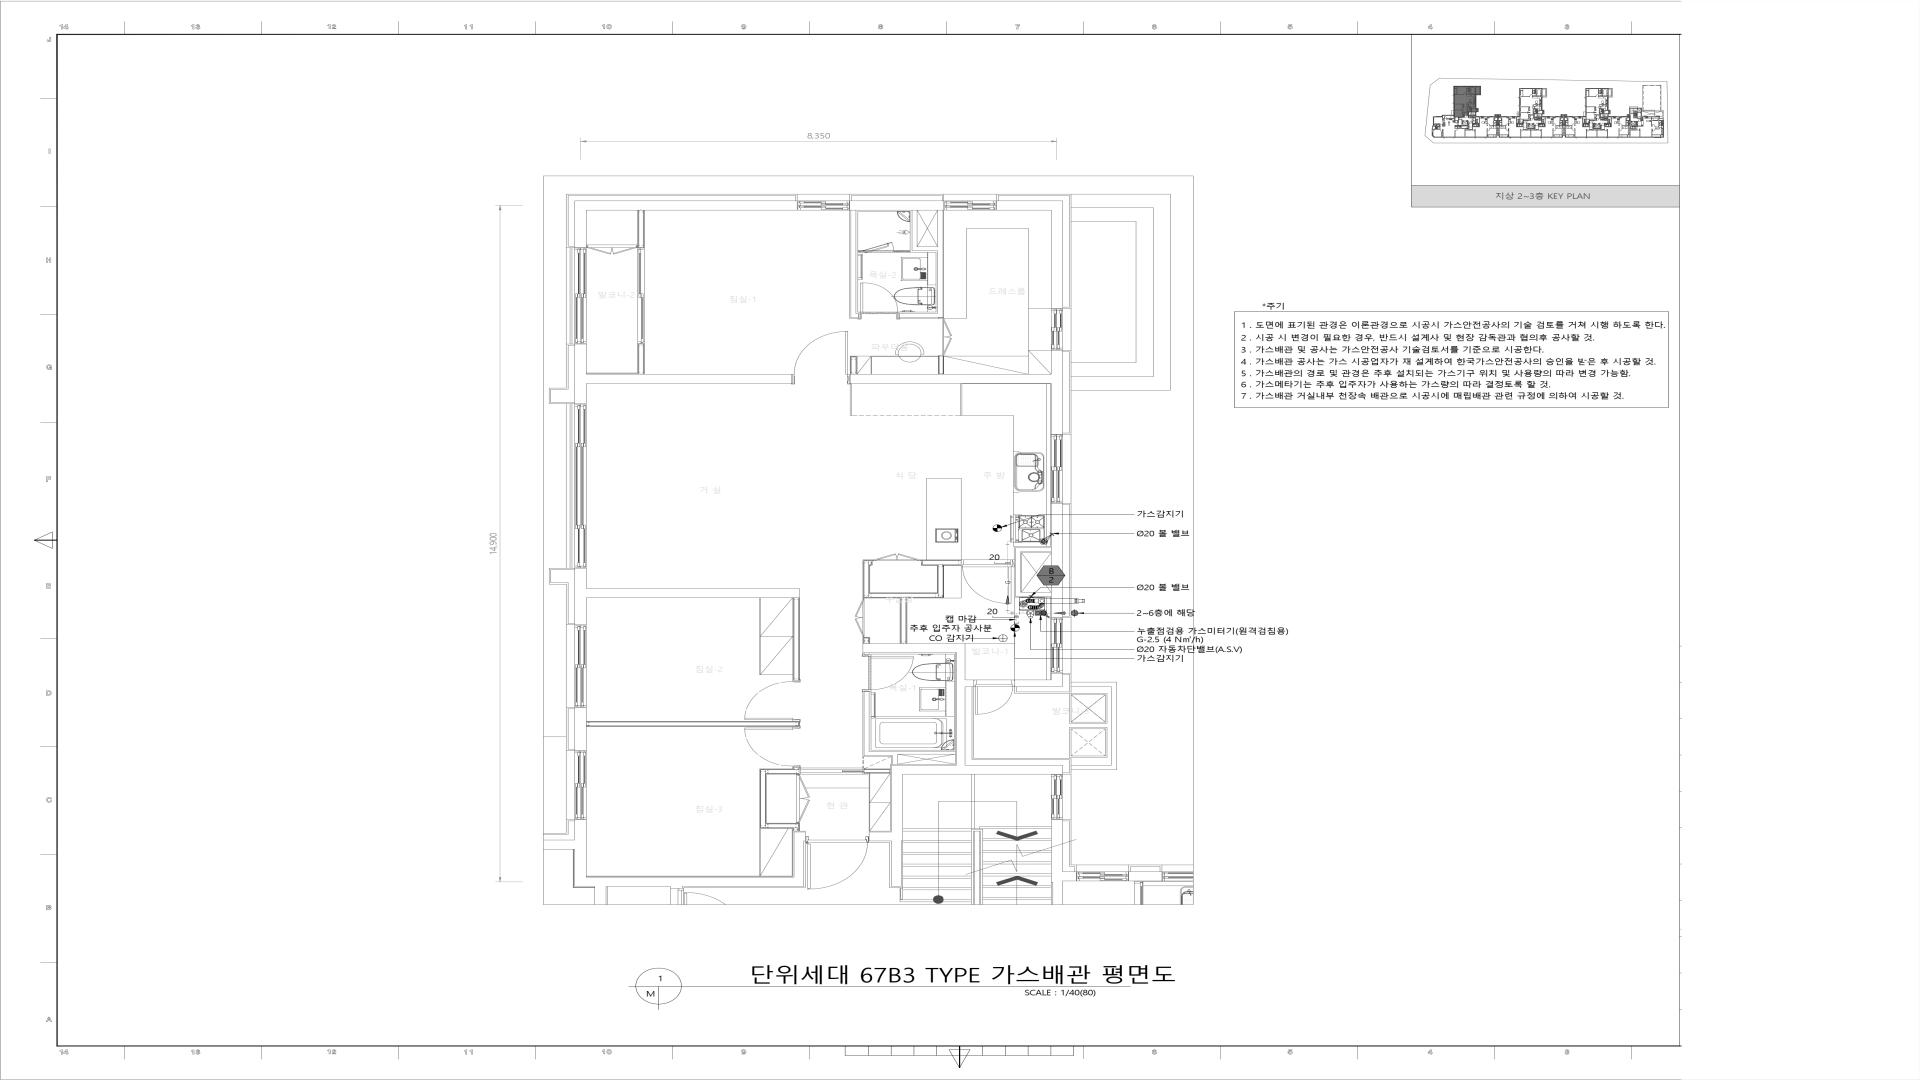 14 13 12 11 10 9 8 7 6 5 4 3
J
I
H
G
F
E
D
C
B
A
지상 2~3층 KEY PLAN
8,350
14,900
*주기
1 . 도면에 표기된 관경은 이론관경으로 시공시 가스안전공사의 기술 검토를 거쳐 시행 하도록 한다.
2 . 시공 시 변경이 필요한 경우, 반드시 설계사 및 현장 감독관과 협의후 공사할 것.
3 . 가스배관 및 공사는 가스안전공사 기술검토서를 기준으로 시공한다.
4 . 가스배관 공사는 가스 시공업자가 재 설계하여 한국가스안전공사의 승인을 받은 후 시공할 것.
5 . 가스배관의 경로 및 관경은 추후 설치되는 가스기구 위치 및 사용량의 따라 변경 가능함.
6 . 가스메타기는 추후 입주자가 사용하는 가스량의 따라 결정토록 할 것.
7 . 가스배관 거실내부 천장속 배관으로 시공시에 매립배관 관련 규정에 의하여 시공할 것.
욕실-2
드레스룸
발코니-2
침실-1
파우더룸
식 당
주 방
거 실
가스감지기
Ø20 볼 밸브
20
B
2
Ø20 볼 밸브
20
2~6층에 해당
캡 마감
추후 입주자 공사분
CO 감지기
누출점검용 가스미터기(원격검침용)
G-2.5 (4 N㎥/h)
Ø20 자동차단밸브(A.S.V)
가스감지기
발코니-1
침실-2
욕실-1
침실-3
현 관
1
M
단위세대 67B3 TYPE 가스배관 평면도
SCALE : 1/40(80)
14 13 12 11 10 9 6 5 4 3